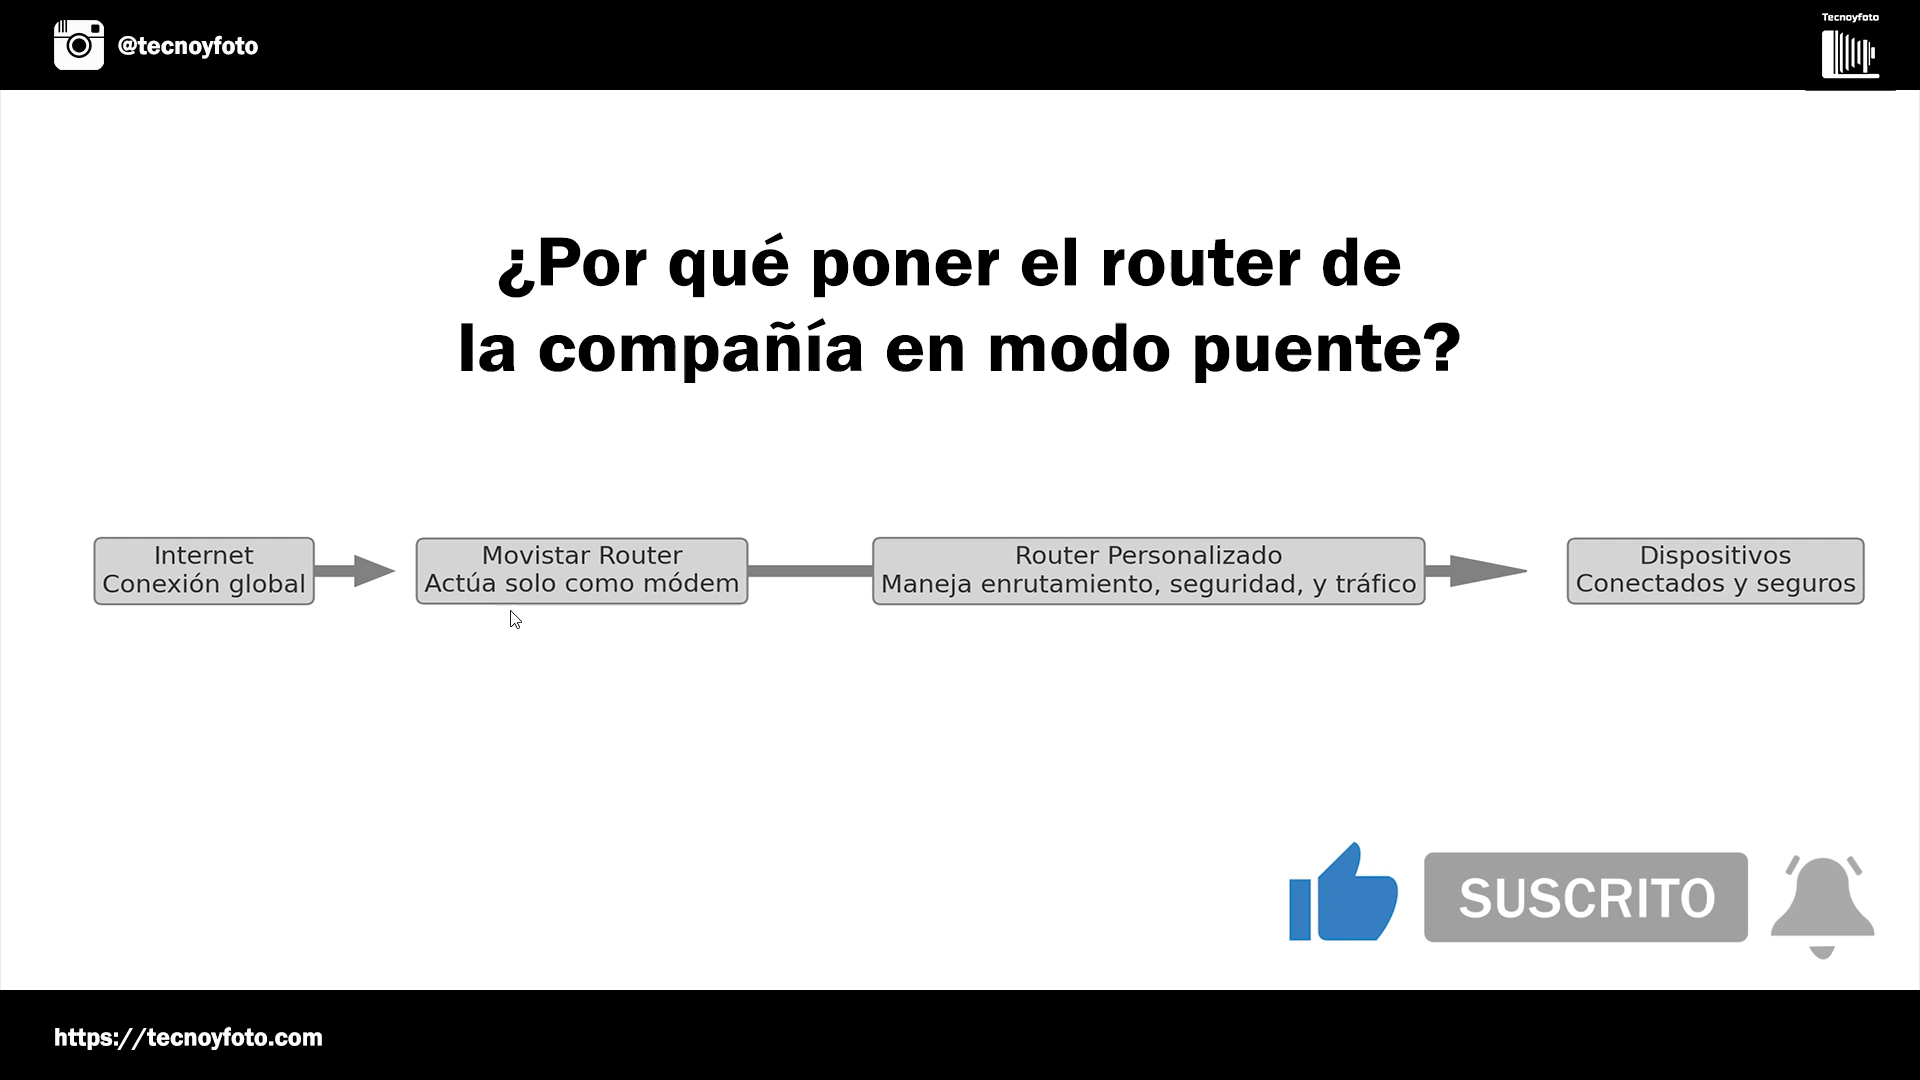 @tecnoyfoto
Tecnoyfoto
¿Por qué poner el router de
la compañía en modo puente?
Internet
Conexión global
Movistar Router
Actúa solo como módem
Router Personalizado
Maneja enrutamiento, seguridad, y tráfico
Dispositivos
Conectados y seguros
SUSCRITO
https://tecnoyfoto.com